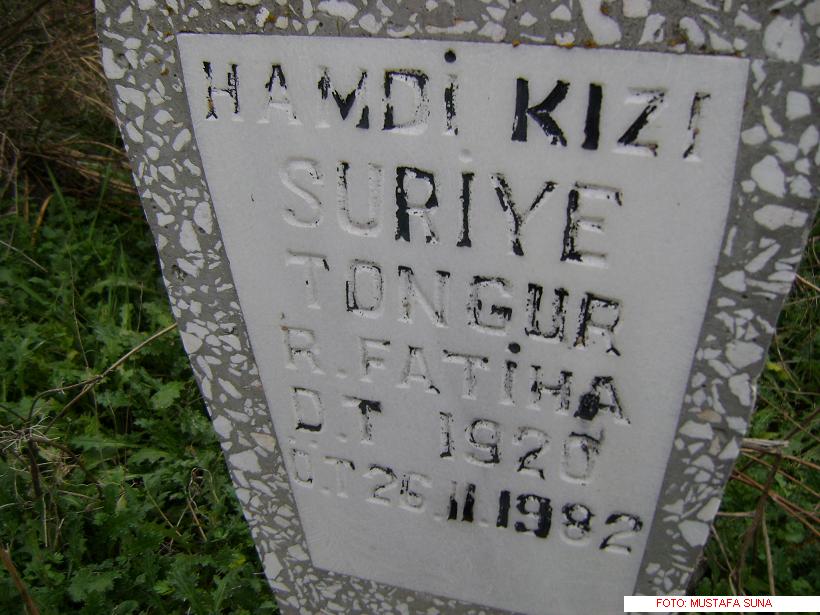 HAMDİ KIZI
SURİYE
TONGUR
R. FATİHA
D.T 1920
Ö.T 26.11.1982
FOTO: MUSTAFA SUNA